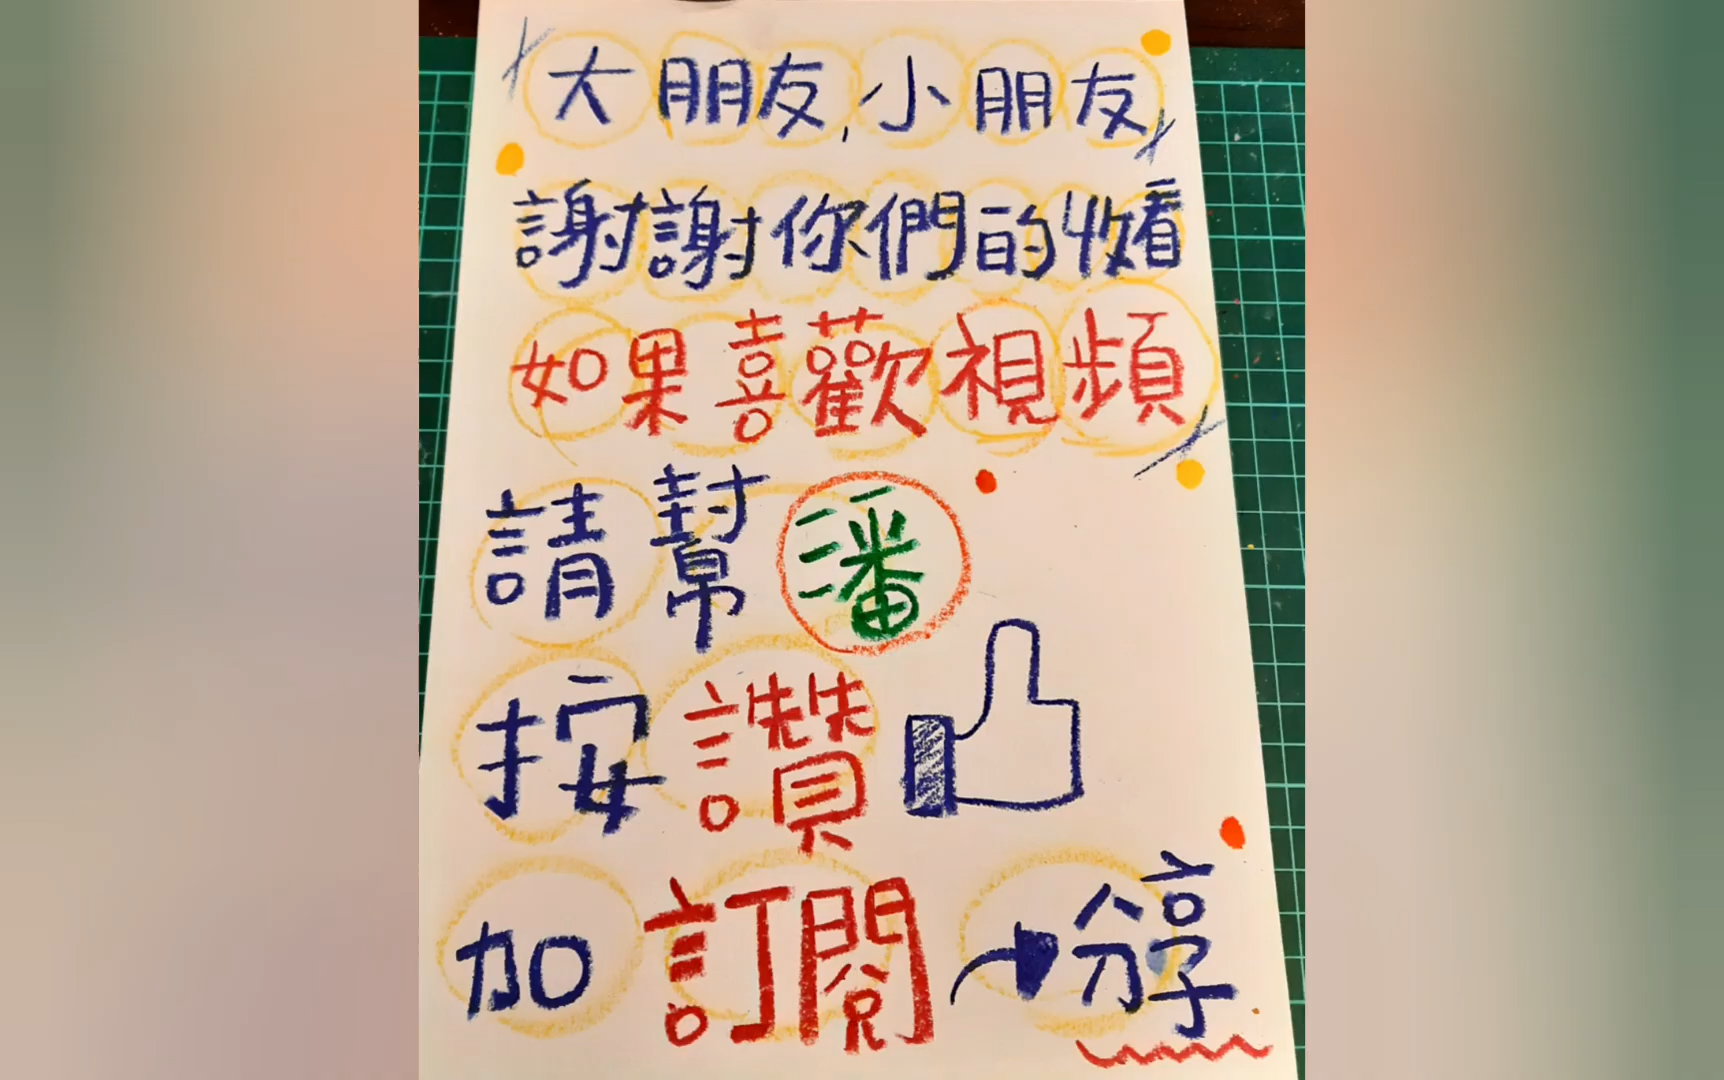 大朋友,小朋友
謝謝你們的收看
如果喜歡視頻
請幫潘
按讚
加訂閱分享